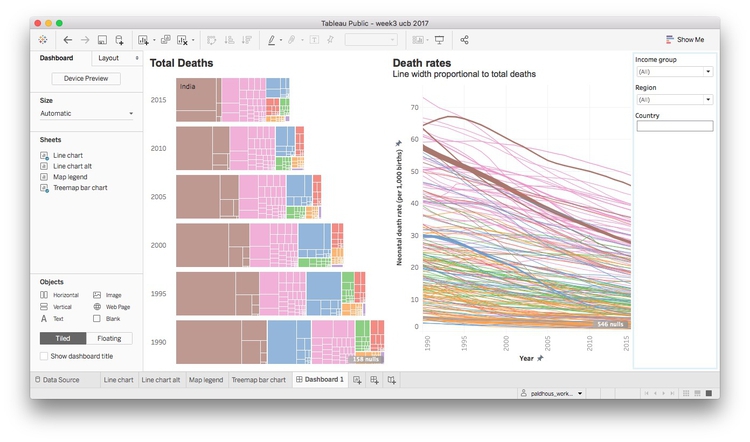 Tableau Public - week3 ucb 2017
Show Me
Dashboard
Layout
Device Preview
Size
Automatic
Sheets
Line chart
Line chart alt
Map legend
Treemap bar chart
Objects
Horizontal
Image
Vertical
Web Page
Text
Blank
Tiled
Floating
Show dashboard title
Total Deaths
India
2015
2010
2005
2000
1995
1990
158 nulls
Death rates
Line width proportional to total deaths
Neonatal death rate (per 1,000 births)
70
60
50
40
30
20
10
0
1990
1995
2000
2005
2010
2015
546 nulls
Year
Income group
(All)
Region
(All)
Country
Data Source
Line chart
Line chart alt
Map legend
Treemap bar chart
Dashboard 1
paldhous_work...